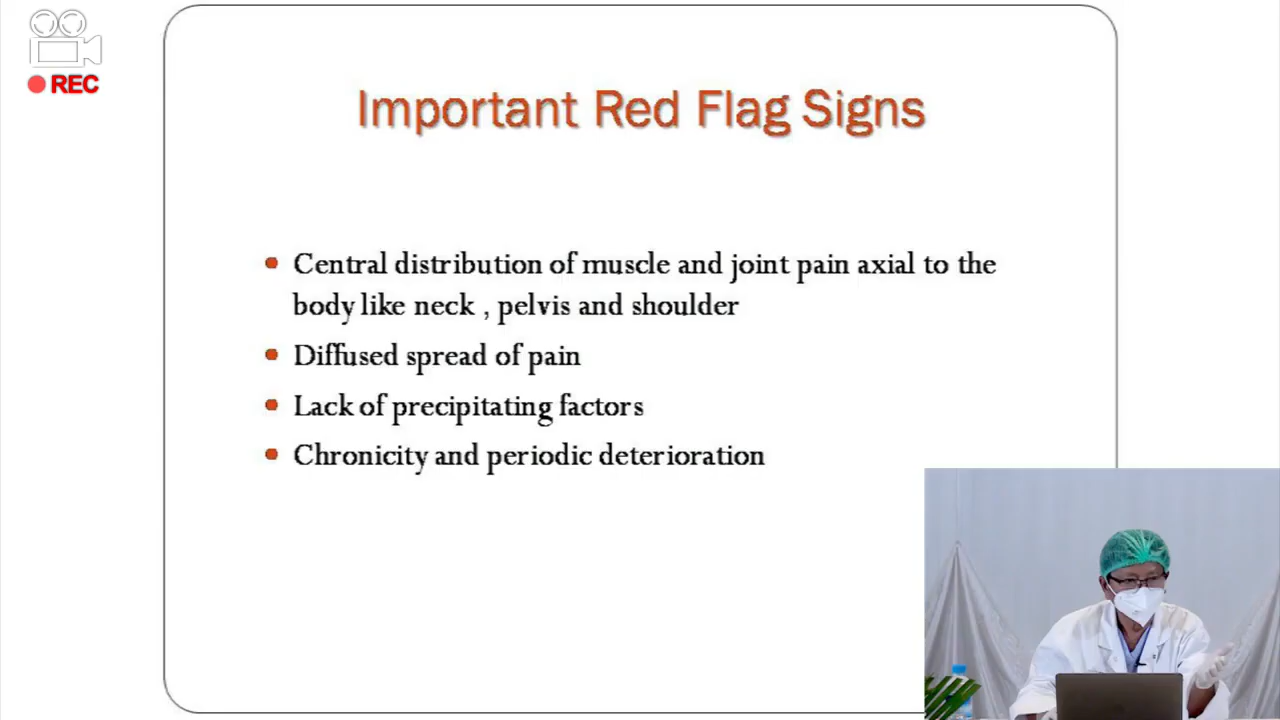 REC
Important Red Flag Signs
Central distribution of muscle and joint pain axial to the
body like neck , pelvis and shoulder
Diffused spread of pain
Lack of precipitating factors
Chronicity and periodic deterioration